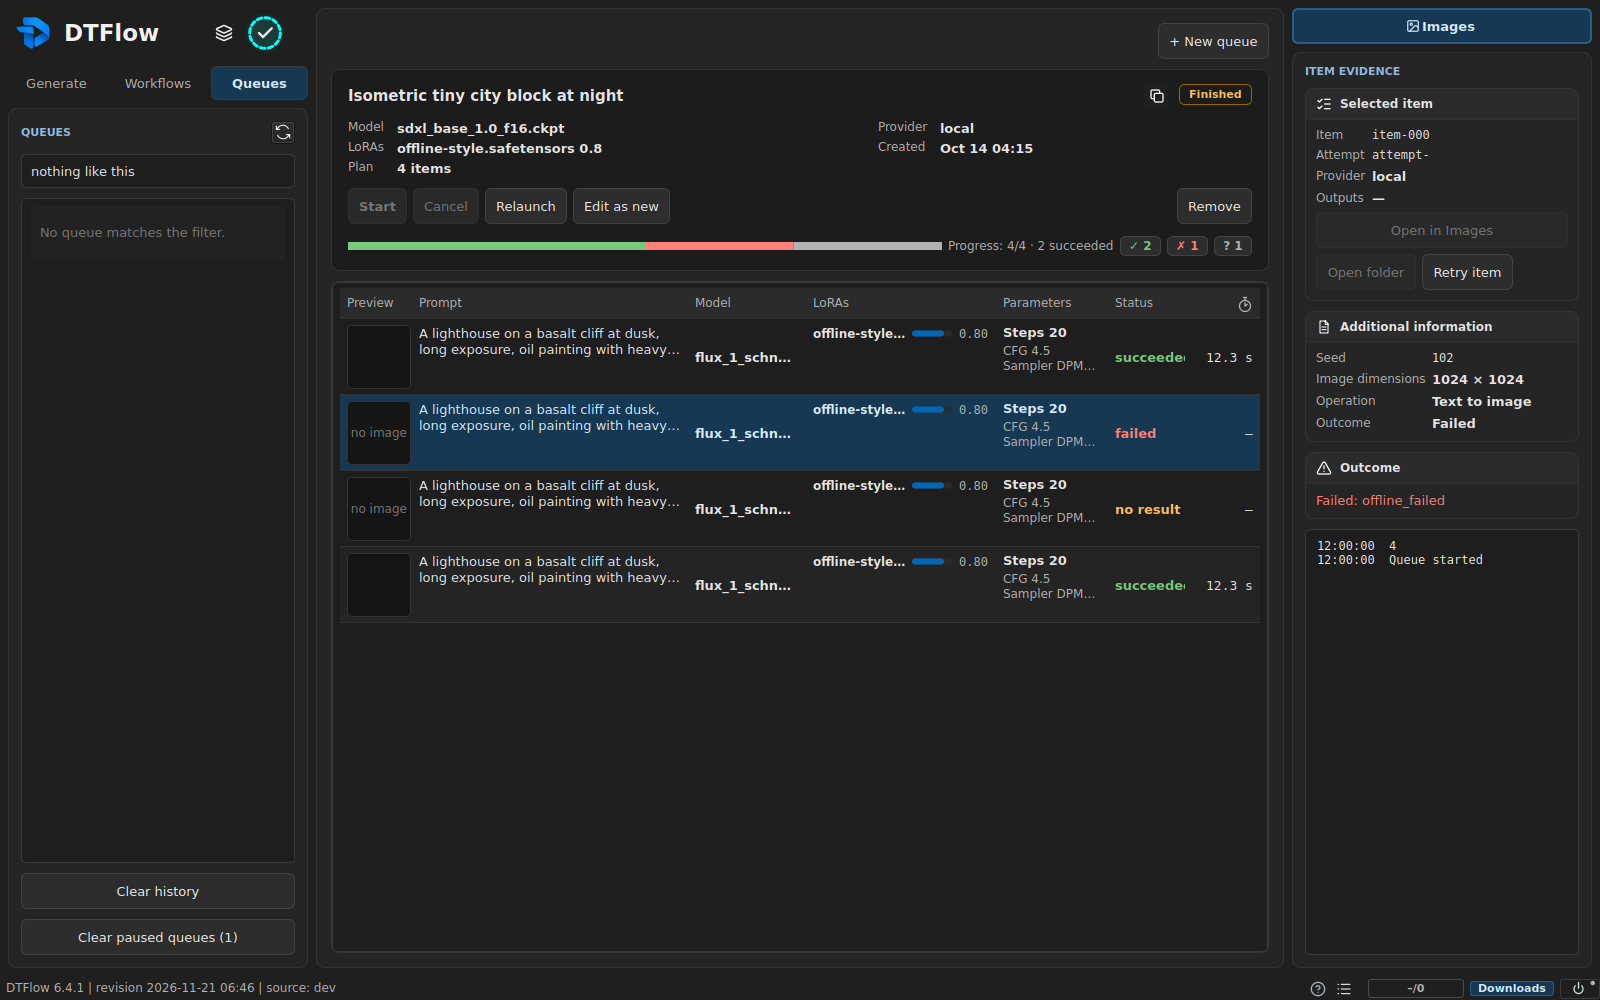 DTFlow
Generate
Workflows
Queues
QUEUES
nothing like this
No queue matches the filter.
Clear history
Clear paused queues (1)
+ New queue
Isometric tiny city block at night
Finished
Model sdxl_base_1.0_f16.ckpt
Provider local
LoRAs offline-style.safetensors 0.8
Created Oct 14 04:15
Plan 4 items
Start
Cancel
Relaunch
Edit as new
Remove
Progress: 4/4 · 2 succeeded
✓ 2
✗ 1
? 1
Preview Prompt Model LoRAs Parameters Status
A lighthouse on a basalt cliff at dusk,
long exposure, oil painting with heavy…
flux_1_schn…
offline-style… 0.80
Steps 20
CFG 4.5
Sampler DPM…
succeede
12.3 s
no image
A lighthouse on a basalt cliff at dusk,
long exposure, oil painting with heavy…
flux_1_schn…
offline-style… 0.80
Steps 20
CFG 4.5
Sampler DPM…
failed
–
no image
A lighthouse on a basalt cliff at dusk,
long exposure, oil painting with heavy…
flux_1_schn…
offline-style… 0.80
Steps 20
CFG 4.5
Sampler DPM…
no result
–
A lighthouse on a basalt cliff at dusk,
long exposure, oil painting with heavy…
flux_1_schn…
offline-style… 0.80
Steps 20
CFG 4.5
Sampler DPM…
succeede
12.3 s
Images
ITEM EVIDENCE
Selected item
Item item-000
Attempt attempt-
Provider local
Outputs —
Open in Images
Open folder
Retry item
Additional information
Seed 102
Image dimensions 1024 × 1024
Operation Text to image
Outcome Failed
Outcome
Failed: offline_failed
12:00:00 4
12:00:00 Queue started
DTFlow 6.4.1 | revision 2026-11-21 06:46 | source: dev
–/0
Downloads